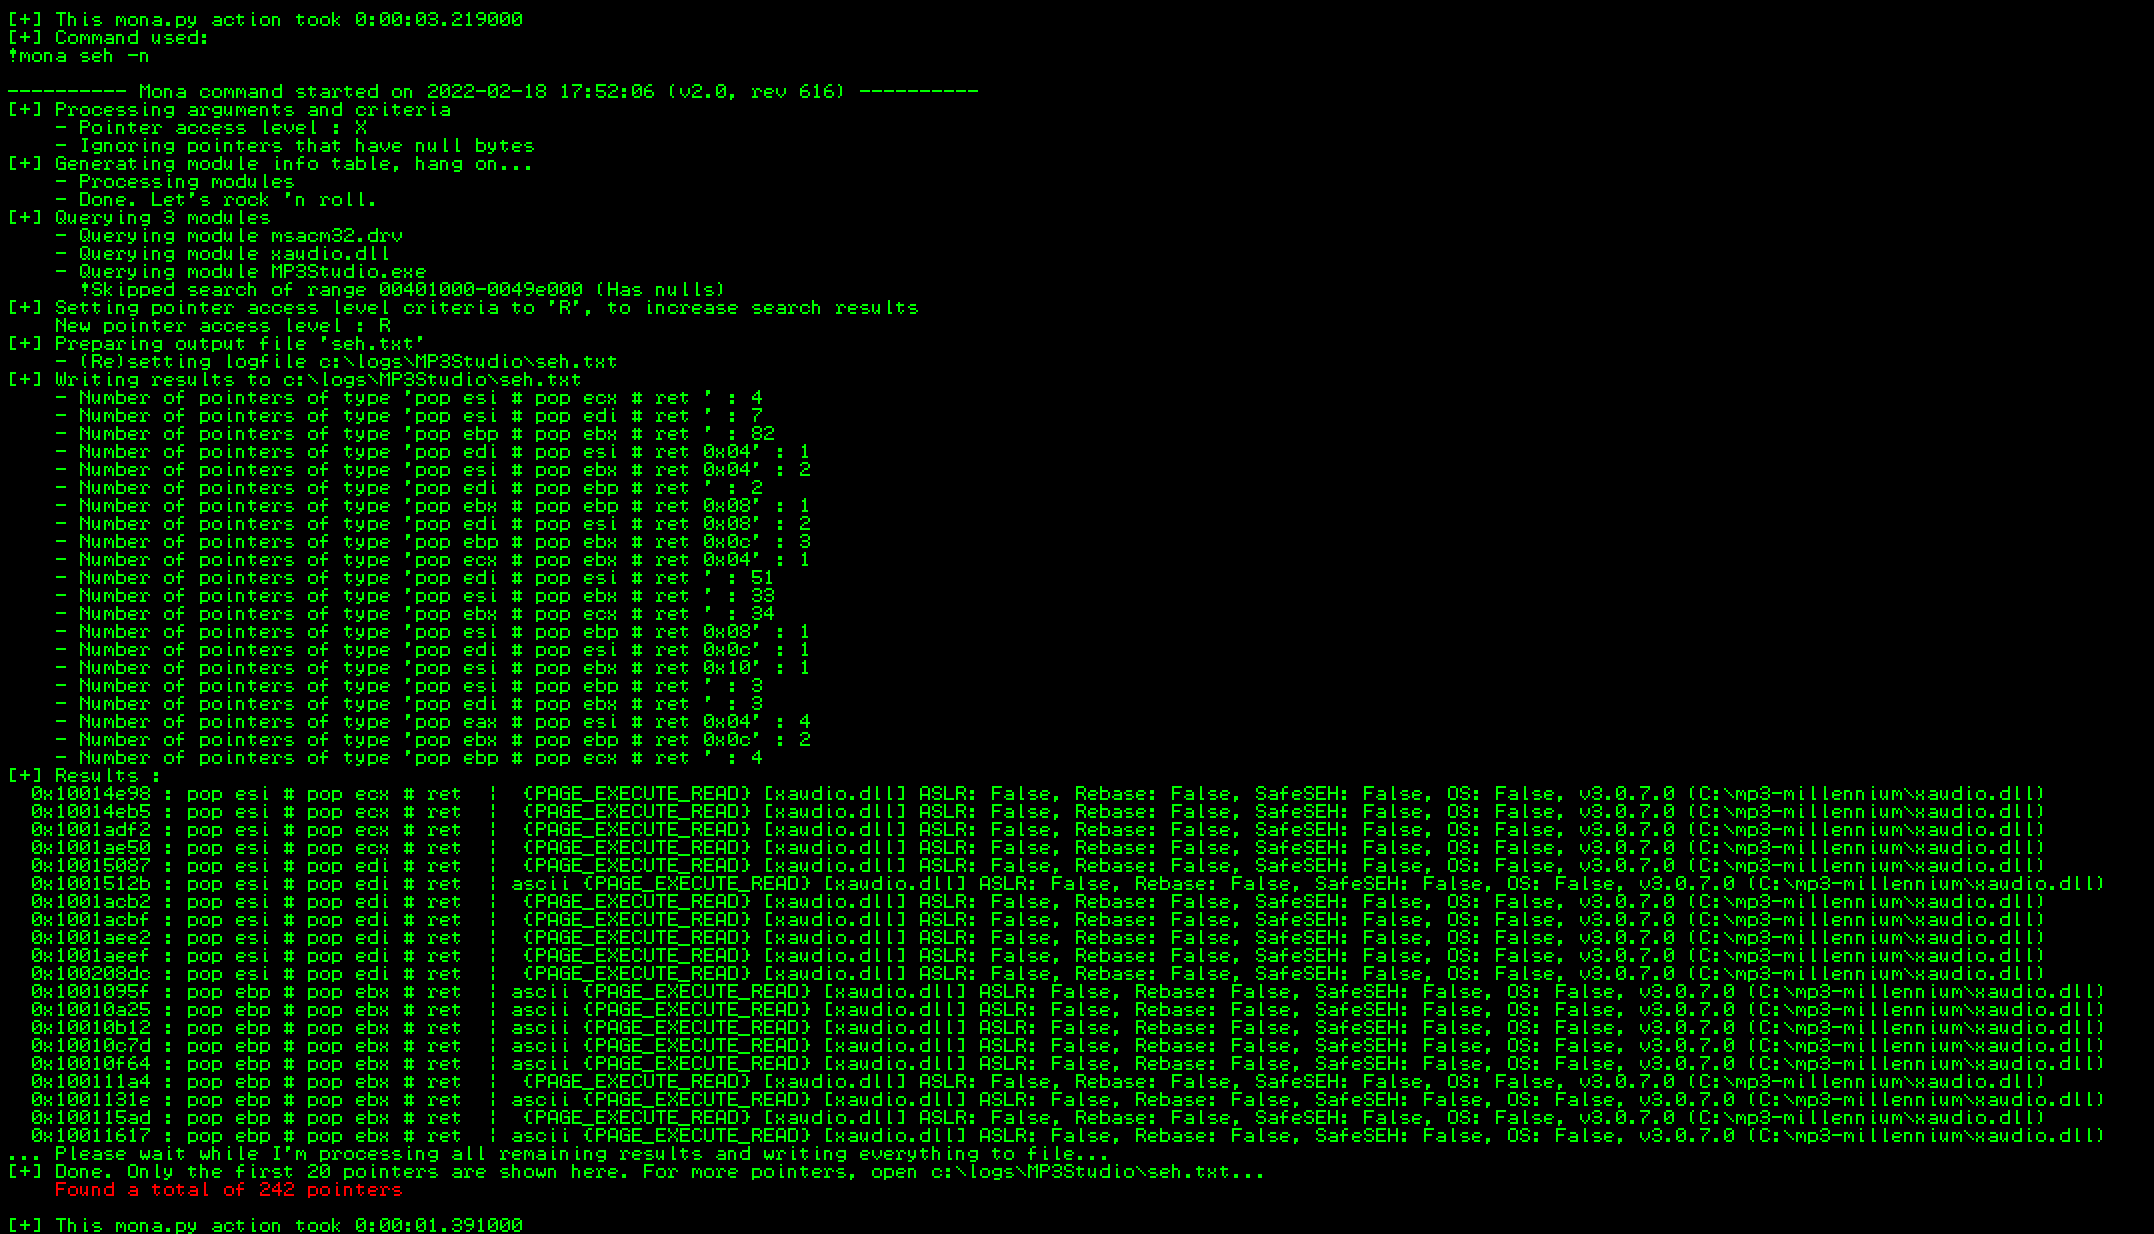 [+] This mona.py action took 0:00:03.219000
[+] Command used:
!mona seh -n
---------- Mona command started on 2022-02-18 17:52:06 (v2.0, rev 616) ----------
[+] Processing arguments and criteria
    - Pointer access level : X
    - Ignoring pointers that have null bytes
[+] Generating module info table, hang on...
    - Processing modules
    - Done. Let's rock 'n roll.
[+] Querying 3 modules
    - Querying module msacm32.drv
    - Querying module xaudio.dll
    - Querying module MP3Studio.exe
      !Skipped search of range 00401000-0049e000 (Has nulls)
[+] Setting pointer access level criteria to 'R', to increase search results
    New pointer access level : R
[+] Preparing output file 'seh.txt'
    - (Re)setting logfile c:\logs\MP3Studio\seh.txt
[+] Writing results to c:\logs\MP3Studio\seh.txt
    - Number of pointers of type 'pop esi # pop ecx # ret ' : 4
    - Number of pointers of type 'pop esi # pop edi # ret ' : 7
    - Number of pointers of type 'pop ebp # pop ebx # ret ' : 82
    - Number of pointers of type 'pop edi # pop esi # ret 0x04' : 1
    - Number of pointers of type 'pop esi # pop ebx # ret 0x04' : 2
    - Number of pointers of type 'pop edi # pop ebp # ret ' : 2
    - Number of pointers of type 'pop ebx # pop ebp # ret 0x08' : 1
    - Number of pointers of type 'pop edi # pop esi # ret 0x08' : 2
    - Number of pointers of type 'pop ebp # pop ebx # ret 0x0c' : 3
    - Number of pointers of type 'pop ecx # pop ebx # ret 0x04' : 1
    - Number of pointers of type 'pop edi # pop esi # ret ' : 51
    - Number of pointers of type 'pop esi # pop ebx # ret ' : 33
    - Number of pointers of type 'pop ebx # pop ecx # ret ' : 34
    - Number of pointers of type 'pop esi # pop ebp # ret 0x08' : 1
    - Number of pointers of type 'pop edi # pop esi # ret 0x0c' : 1
    - Number of pointers of type 'pop esi # pop ebx # ret 0x10' : 1
    - Number of pointers of type 'pop esi # pop ebp # ret ' : 3
    - Number of pointers of type 'pop edi # pop ebx # ret ' : 3
    - Number of pointers of type 'pop eax # pop esi # ret 0x04' : 4
    - Number of pointers of type 'pop ebx # pop ebp # ret 0x0c' : 2
    - Number of pointers of type 'pop ebp # pop ecx # ret ' : 4
[+] Results :
  0x10014e98 : pop esi # pop ecx # ret  |  {PAGE_EXECUTE_READ} [xaudio.dll] ASLR: False, Rebase: False, SafeSEH: False, OS: False, v3.0.7.0 (C:\mp3-millennium\xaudio.dll)
  0x10014eb5 : pop esi # pop ecx # ret  |  {PAGE_EXECUTE_READ} [xaudio.dll] ASLR: False, Rebase: False, SafeSEH: False, OS: False, v3.0.7.0 (C:\mp3-millennium\xaudio.dll)
  0x1001adf2 : pop esi # pop ecx # ret  |  {PAGE_EXECUTE_READ} [xaudio.dll] ASLR: False, Rebase: False, SafeSEH: False, OS: False, v3.0.7.0 (C:\mp3-millennium\xaudio.dll)
  0x1001ae50 : pop esi # pop ecx # ret  |  {PAGE_EXECUTE_READ} [xaudio.dll] ASLR: False, Rebase: False, SafeSEH: False, OS: False, v3.0.7.0 (C:\mp3-millennium\xaudio.dll)
  0x10015087 : pop esi # pop edi # ret  |  {PAGE_EXECUTE_READ} [xaudio.dll] ASLR: False, Rebase: False, SafeSEH: False, OS: False, v3.0.7.0 (C:\mp3-millennium\xaudio.dll)
  0x1001512b : pop esi # pop edi # ret  | ascii {PAGE_EXECUTE_READ} [xaudio.dll] ASLR: False, Rebase: False, SafeSEH: False, OS: False, v3.0.7.0 (C:\mp3-millennium\xaudio.dll)
  0x1001acb2 : pop esi # pop edi # ret  |  {PAGE_EXECUTE_READ} [xaudio.dll] ASLR: False, Rebase: False, SafeSEH: False, OS: False, v3.0.7.0 (C:\mp3-millennium\xaudio.dll)
  0x1001acbf : pop esi # pop edi # ret  |  {PAGE_EXECUTE_READ} [xaudio.dll] ASLR: False, Rebase: False, SafeSEH: False, OS: False, v3.0.7.0 (C:\mp3-millennium\xaudio.dll)
  0x1001aee2 : pop esi # pop edi # ret  |  {PAGE_EXECUTE_READ} [xaudio.dll] ASLR: False, Rebase: False, SafeSEH: False, OS: False, v3.0.7.0 (C:\mp3-millennium\xaudio.dll)
  0x1001aeef : pop esi # pop edi # ret  |  {PAGE_EXECUTE_READ} [xaudio.dll] ASLR: False, Rebase: False, SafeSEH: False, OS: False, v3.0.7.0 (C:\mp3-millennium\xaudio.dll)
  0x100208dc : pop esi # pop edi # ret  |  {PAGE_EXECUTE_READ} [xaudio.dll] ASLR: False, Rebase: False, SafeSEH: False, OS: False, v3.0.7.0 (C:\mp3-millennium\xaudio.dll)
  0x1001095f : pop ebp # pop ebx # ret  | ascii {PAGE_EXECUTE_READ} [xaudio.dll] ASLR: False, Rebase: False, SafeSEH: False, OS: False, v3.0.7.0 (C:\mp3-millennium\xaudio.dll)
  0x10010a25 : pop ebp # pop ebx # ret  | ascii {PAGE_EXECUTE_READ} [xaudio.dll] ASLR: False, Rebase: False, SafeSEH: False, OS: False, v3.0.7.0 (C:\mp3-millennium\xaudio.dll)
  0x10010b12 : pop ebp # pop ebx # ret  | ascii {PAGE_EXECUTE_READ} [xaudio.dll] ASLR: False, Rebase: False, SafeSEH: False, OS: False, v3.0.7.0 (C:\mp3-millennium\xaudio.dll)
  0x10010c7d : pop ebp # pop ebx # ret  | ascii {PAGE_EXECUTE_READ} [xaudio.dll] ASLR: False, Rebase: False, SafeSEH: False, OS: False, v3.0.7.0 (C:\mp3-millennium\xaudio.dll)
  0x10010f64 : pop ebp # pop ebx # ret  | ascii {PAGE_EXECUTE_READ} [xaudio.dll] ASLR: False, Rebase: False, SafeSEH: False, OS: False, v3.0.7.0 (C:\mp3-millennium\xaudio.dll)
  0x100111a4 : pop ebp # pop ebx # ret  |  {PAGE_EXECUTE_READ} [xaudio.dll] ASLR: False, Rebase: False, SafeSEH: False, OS: False, v3.0.7.0 (C:\mp3-millennium\xaudio.dll)
  0x1001131e : pop ebp # pop ebx # ret  | ascii {PAGE_EXECUTE_READ} [xaudio.dll] ASLR: False, Rebase: False, SafeSEH: False, OS: False, v3.0.7.0 (C:\mp3-millennium\xaudio.dll)
  0x100115ad : pop ebp # pop ebx # ret  |  {PAGE_EXECUTE_READ} [xaudio.dll] ASLR: False, Rebase: False, SafeSEH: False, OS: False, v3.0.7.0 (C:\mp3-millennium\xaudio.dll)
  0x10011617 : pop ebp # pop ebx # ret  | ascii {PAGE_EXECUTE_READ} [xaudio.dll] ASLR: False, Rebase: False, SafeSEH: False, OS: False, v3.0.7.0 (C:\mp3-millennium\xaudio.dll)
... Please wait while I'm processing all remaining results and writing everything to file...
[+] Done. Only the first 20 pointers are shown here. For more pointers, open c:\logs\MP3Studio\seh.txt...
    Found a total of 242 pointers
[+] This mona.py action took 0:00:01.391000